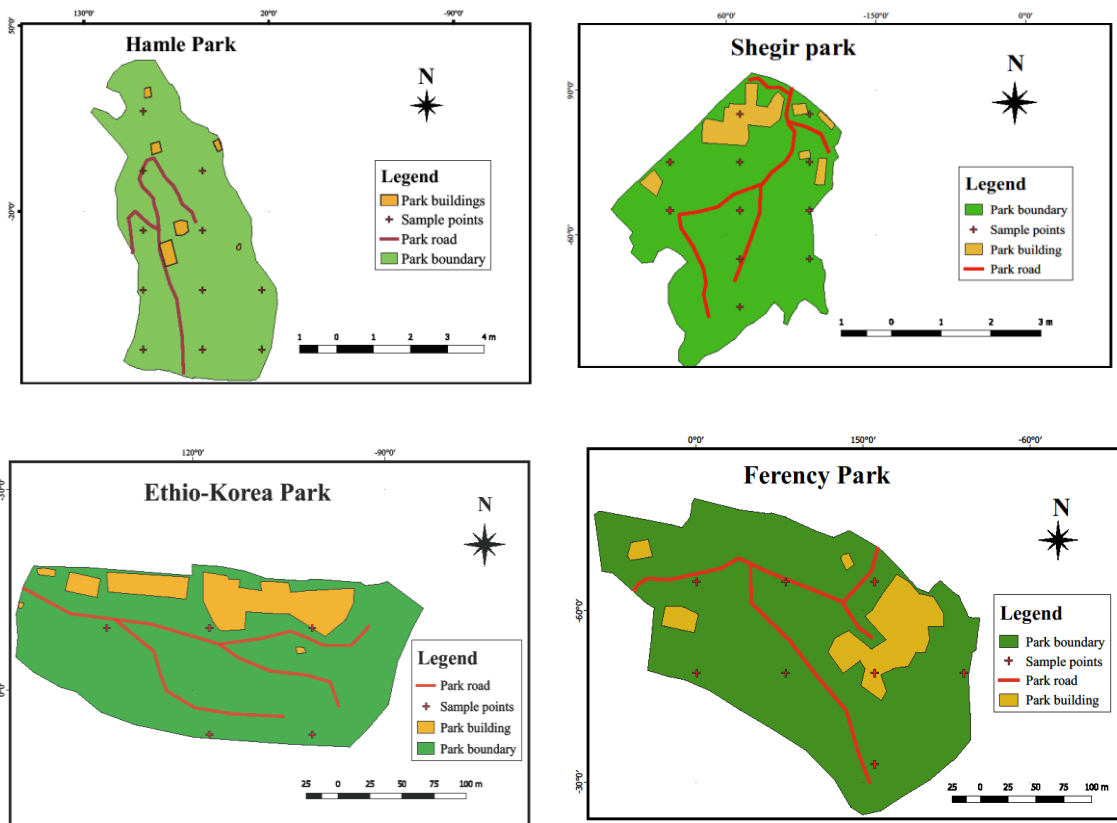 130°0' 20°0' -90°0'
50°0'
Hamle Park
N
-20°0'
Legend
Park buildings
Sample points
Park road
Park boundary
1 0 1 2 3 4 m
60°0' -150°0' 0°0'
Shegir park
90°0'
N
-60°0'
Legend
Park boundary
Sample points
Park building
Park road
1 0 1 2 3 m
120°0' -90°0'
Ethio-Korea Park
N
Legend
Park road
Sample points
Park building
Park boundary
25 0 25 50 75 100 m
0°0' 150°0' -60°0'
Ferency Park
N
-60°0'
Legend
Park boundary
Sample points
Park road
Park building
-30°0'
25 0 25 50 75 100 m